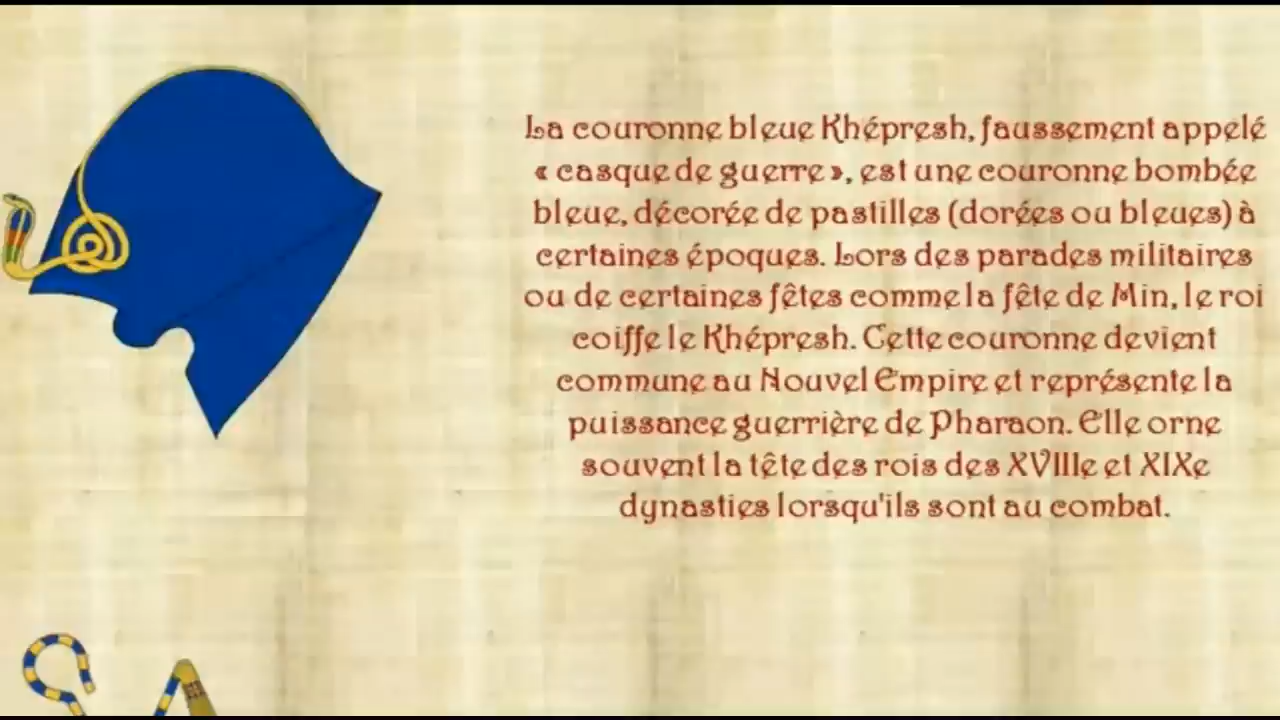 La couronne bleue Khépresh, faussement appelé
« casque de guerre », est une couronne bombée
bleue, décorée de pastilles (dorées ou bleues) à
certaines époques. Lors des parades militaires
ou de certaines fêtes comme la fête de Min, le roi
coiffe le Khépresh. Cette couronne devient
commune au Nouvel Empire et représente la
puissance guerrière de Pharaon. Elle orne
souvent la tête des rois des XVIIIe et XIXe
dynasties lorsqu'ils sont au combat.